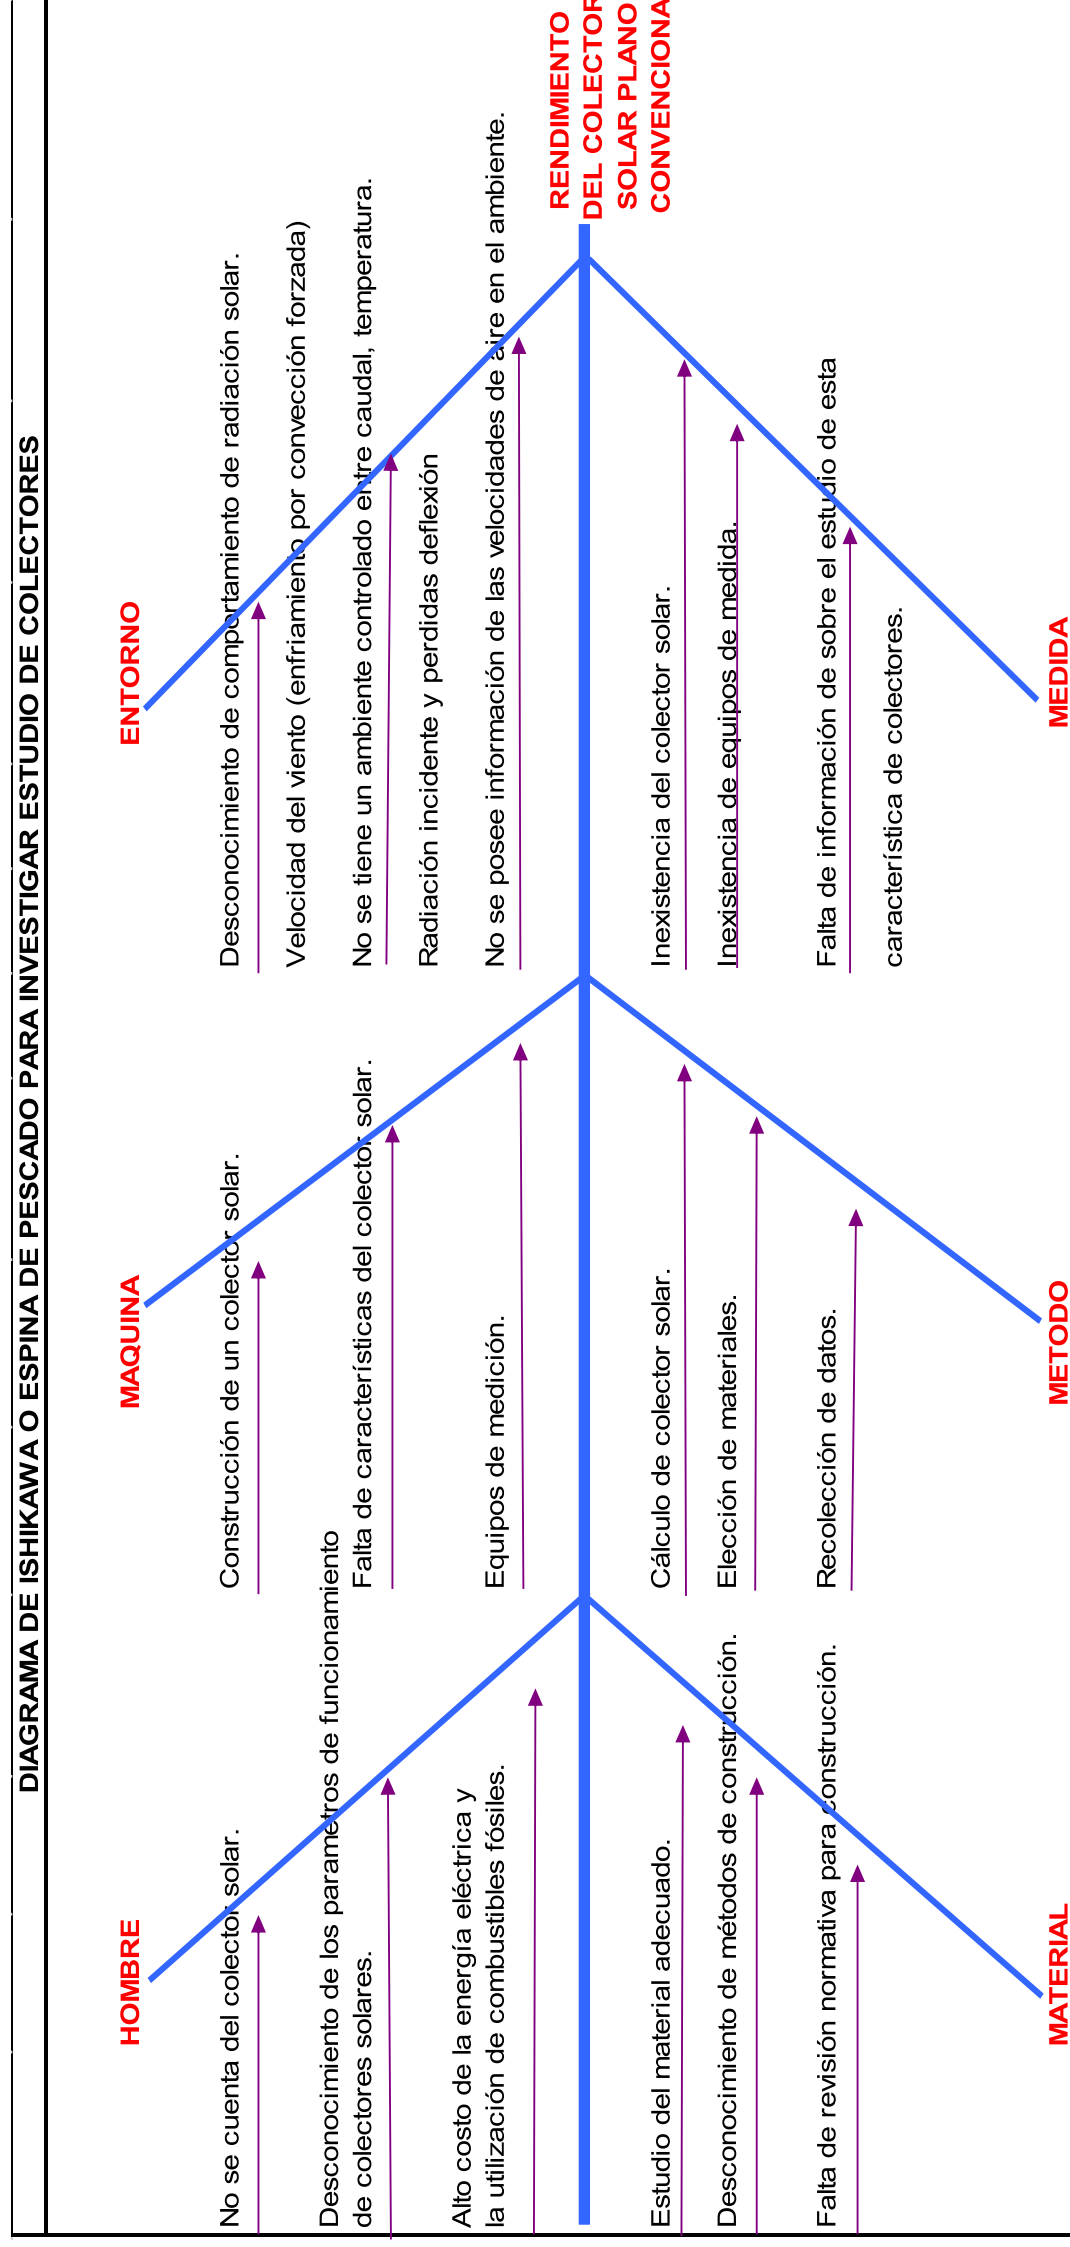 DIAGRAMA DE ISHIKAWA O ESPINA DE PESCADO PARA INVESTIGAR ESTUDIO DE COLECTORES
HOMBRE
MAQUINA
ENTORNO
No se cuenta del colector solar.
Desconocimiento de los parametros de funcionamiento
de colectores solares.
Alto costo de la energía eléctrica y
la utilización de combustibles fósiles.
Construcción de un colector solar.
Falta de características del colector solar.
Equipos de medición.
Desconocimiento de comportamiento de radiación solar.
Velocidad del viento (enfriamiento por convección forzada)
No se tiene un ambiente controlado entre caudal, temperatura.
Radiación incidente y perdidas deflexión
No se posee información de las velocidades de aire en el ambiente.
RENDIMIENTO
DEL COLECTOR
SOLAR PLANO
CONVENCIONA
Estudio del material adecuado.
Desconocimiento de métodos de construcción.
Falta de revisión normativa para construcción.
Cálculo de colector solar.
Elección de materiales.
Recolección de datos.
Inexistencia del colector solar.
Inexistencia de equipos de medida.
Falta de información de sobre el estudio de esta
característica de colectores.
MATERIAL
METODO
MEDIDA